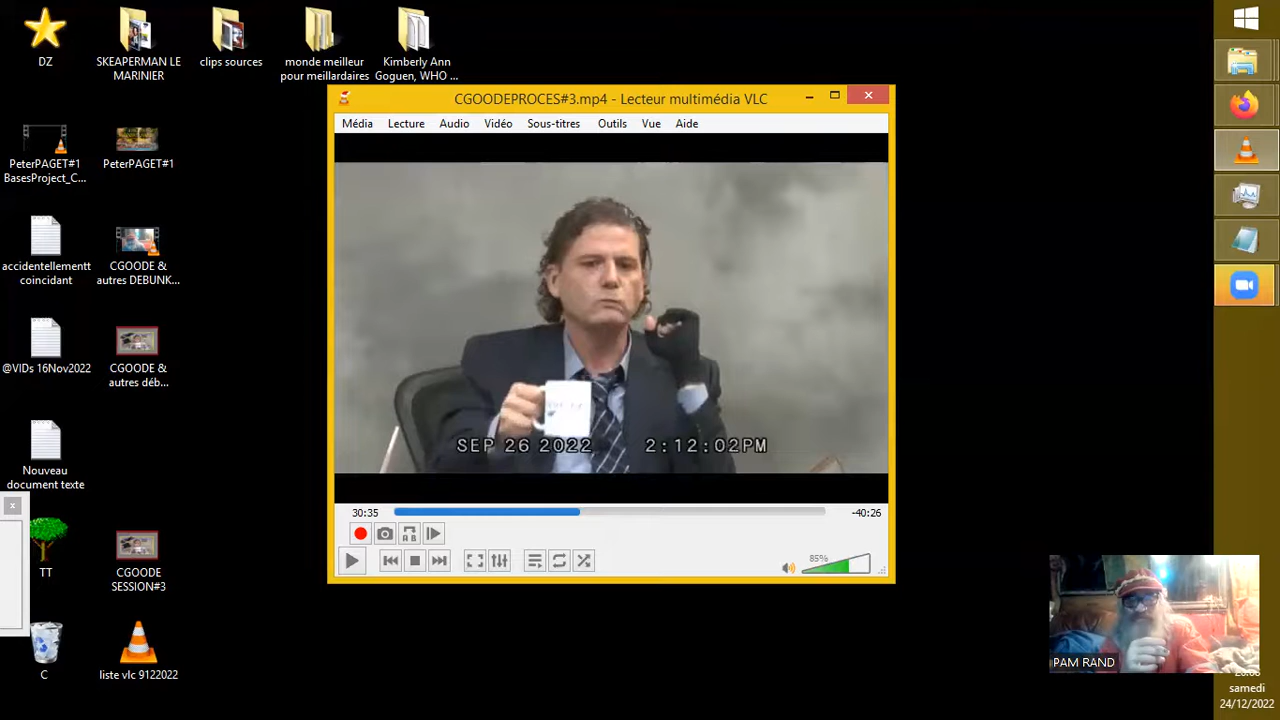 DZ
SKEAPERMAN LE
MARINIER
clips sources
monde meilleur
pour meillardaires
Kimberly Ann
Goguen, WHO ...
PeterPAGET#1
BasesProject_C...
PeterPAGET#1
accidentellementt
coincidant
CGOODE &
autres DEBUNK...
@VIDs 16Nov2022
CGOODE &
autres déb...
Nouveau
document texte
x
TT
CGOODE
SESSION#3
C
liste vlc 9122022
CGOODEPROCES#3.mp4 - Lecteur multimédia VLC
Média Lecture Audio Vidéo Sous-titres Outils Vue Aide
SEP 26 2022 2:12:02PM
30:35
-40:26
A B
85%
PAM RAND
samedi
24/12/2022